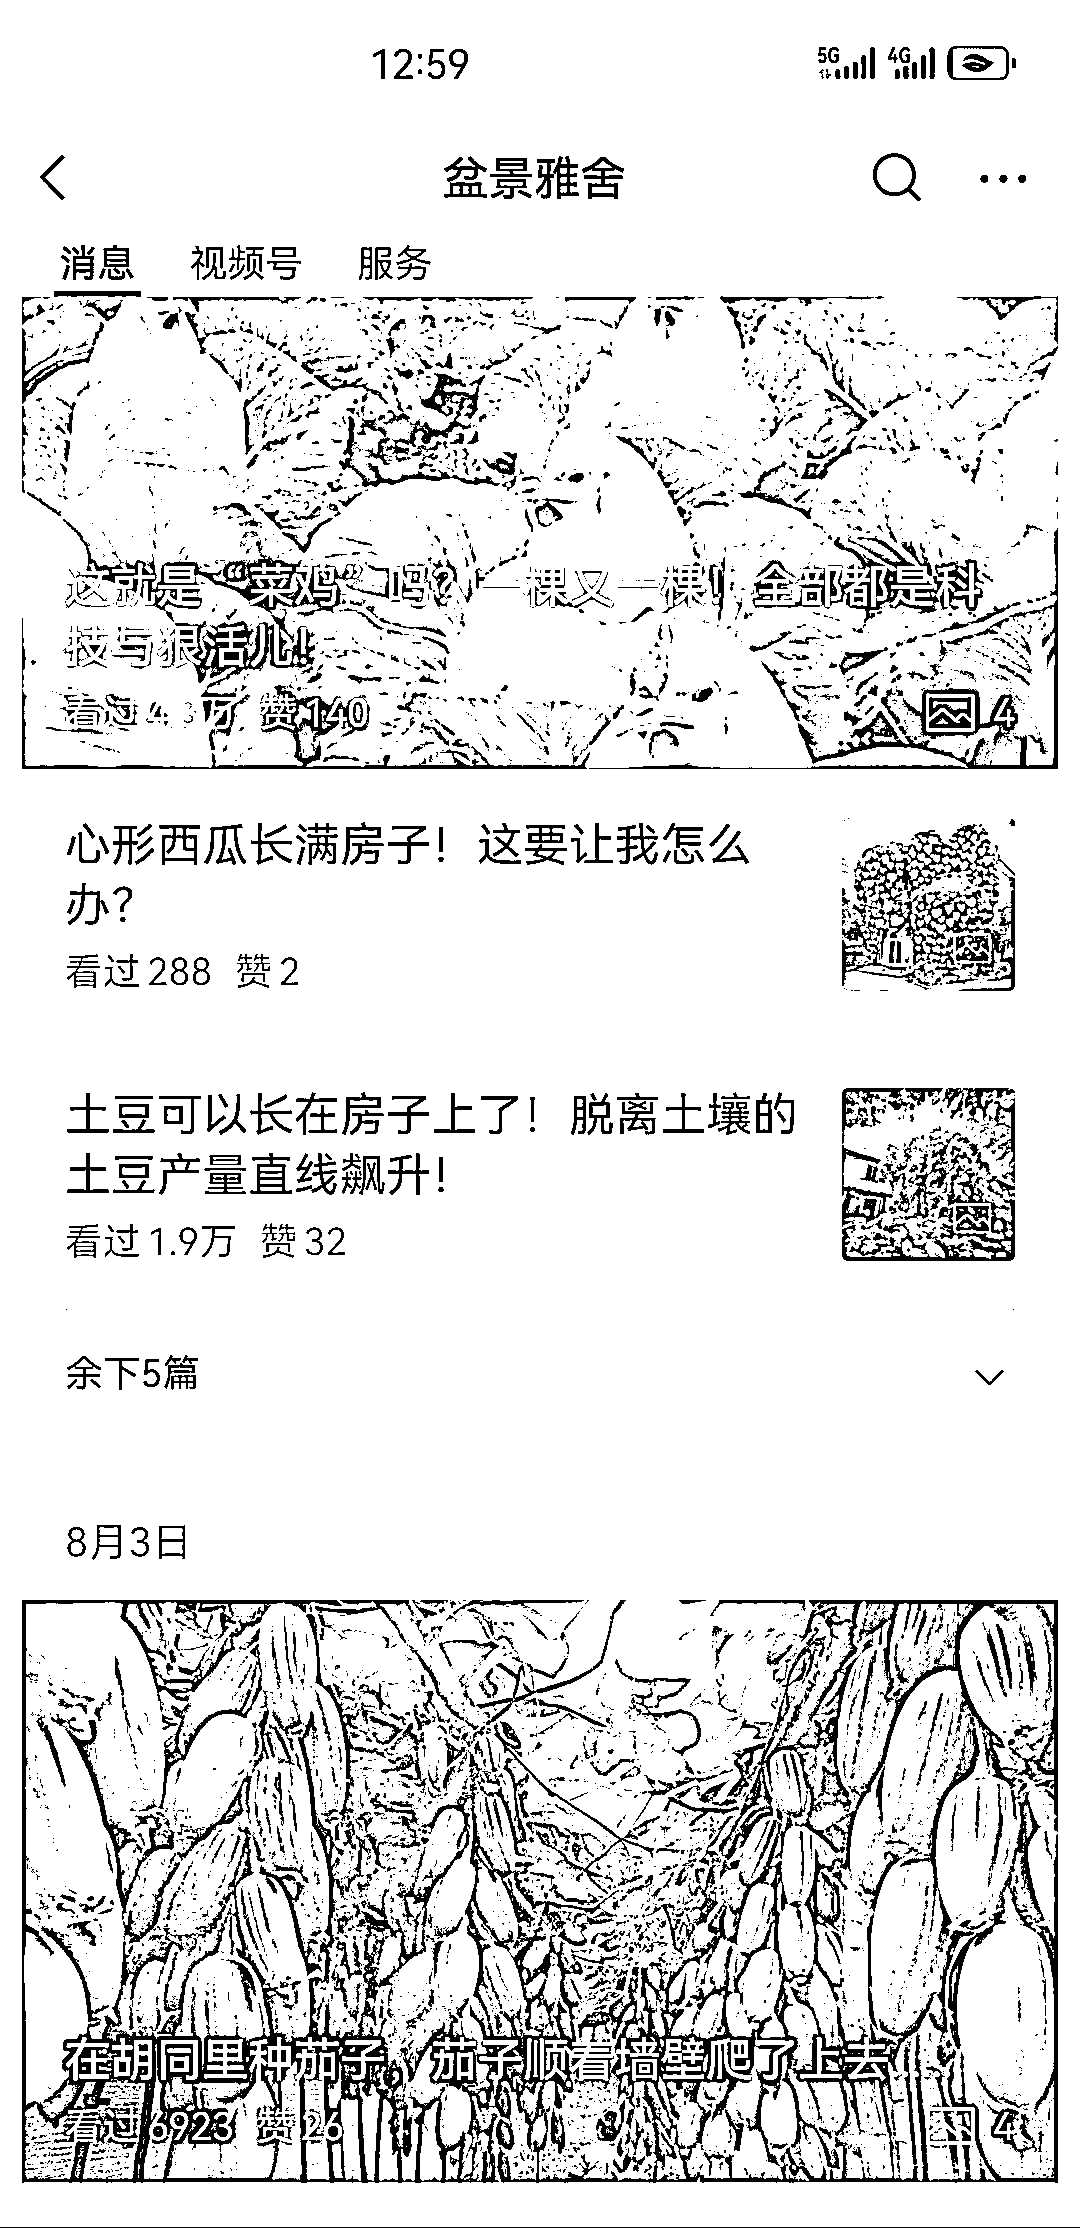 12:59
5G 4G
盆景雅舍
消息 视频号 服务
这就是“菜鸡”吗？一棵又一棵！全部都是科
技与狠活儿！
看过4.3万 赞140
4
心形西瓜长满房子！这要让我怎么
办？
看过288 赞2
土豆可以长在房子上了！脱离土壤的
土豆产量直线飙升！
看过1.9万 赞32
余下5篇
8月3日
在胡同里种茄子，茄子顺着墙壁爬了上去
看过6923 赞26
4